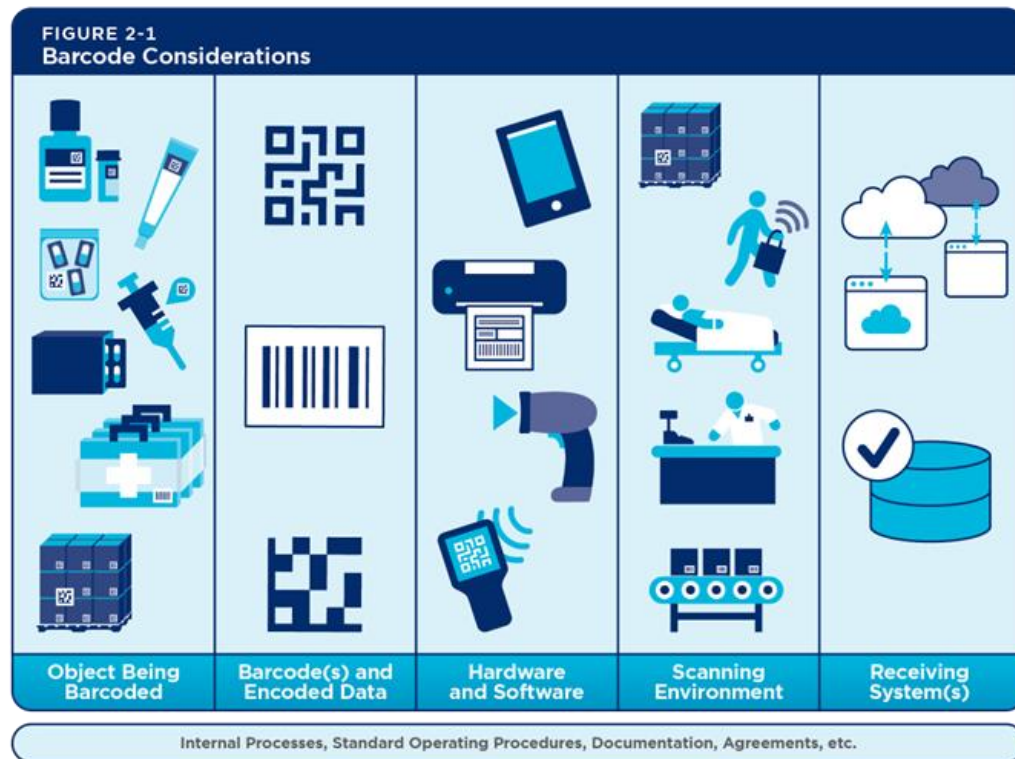 FIGURE 2-1
Barcode Considerations
Object Being
Barcoded
Barcode(s) and
Encoded Data
Hardware
and Software
Scanning
Environment
Receiving
System(s)
Internal Processes, Standard Operating Procedures, Documentation, Agreements, etc.